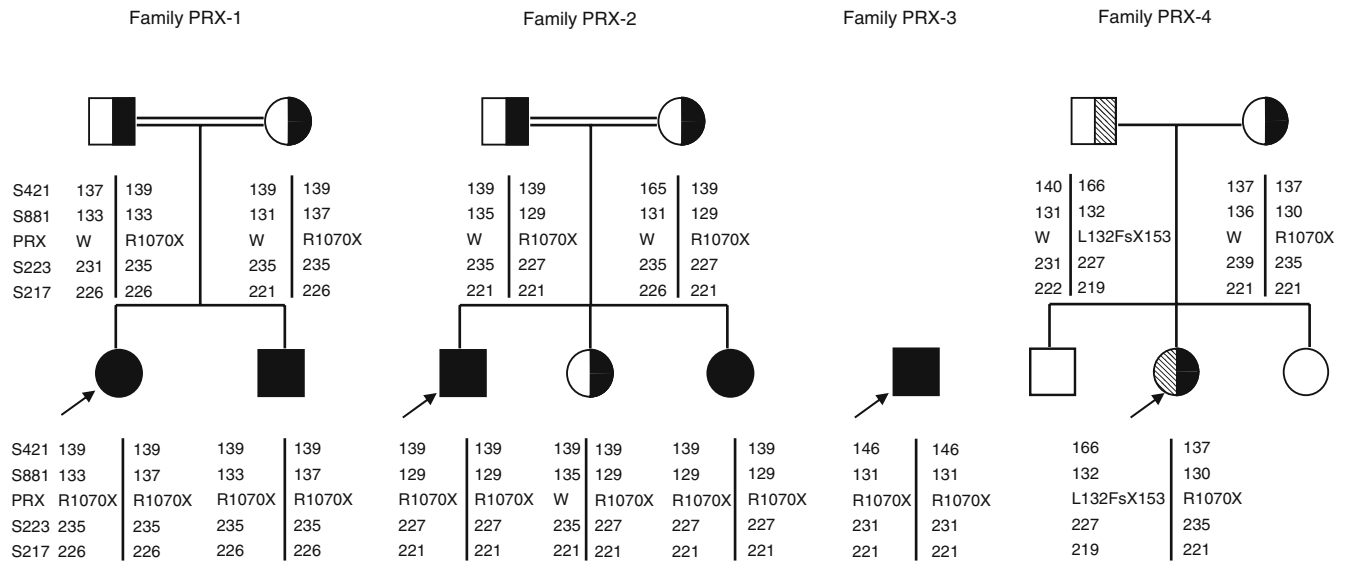 Family PRX-1 Family PRX-2 Family PRX-3 Family PRX-4
S421 137 139 139 139 139 139 165 139 140 166 137 137
S881 133 133 131 137 135 129 131 129 131 132 136 130
PRX W R1070X W R1070X W R1070X W R1070X W L132FsX153 W R1070X
S223 231 235 235 235 235 227 235 227 231 227 239 235
S217 226 226 221 226 221 221 226 221 222 219 221 221
S421 139 139 139 139 139 139 139 139 139 139 146 146 166 137
S881 133 137 133 137 129 129 135 129 129 129 131 131 132 130
PRX R1070X R1070X R1070X R1070X R1070X R1070X W R1070X R1070X R1070X R1070X R1070X L132FsX153 R1070X
S223 235 235 235 235 227 227 235 227 227 227 231 231 227 235
S217 226 226 226 226 221 221 221 221 221 221 221 221 219 221